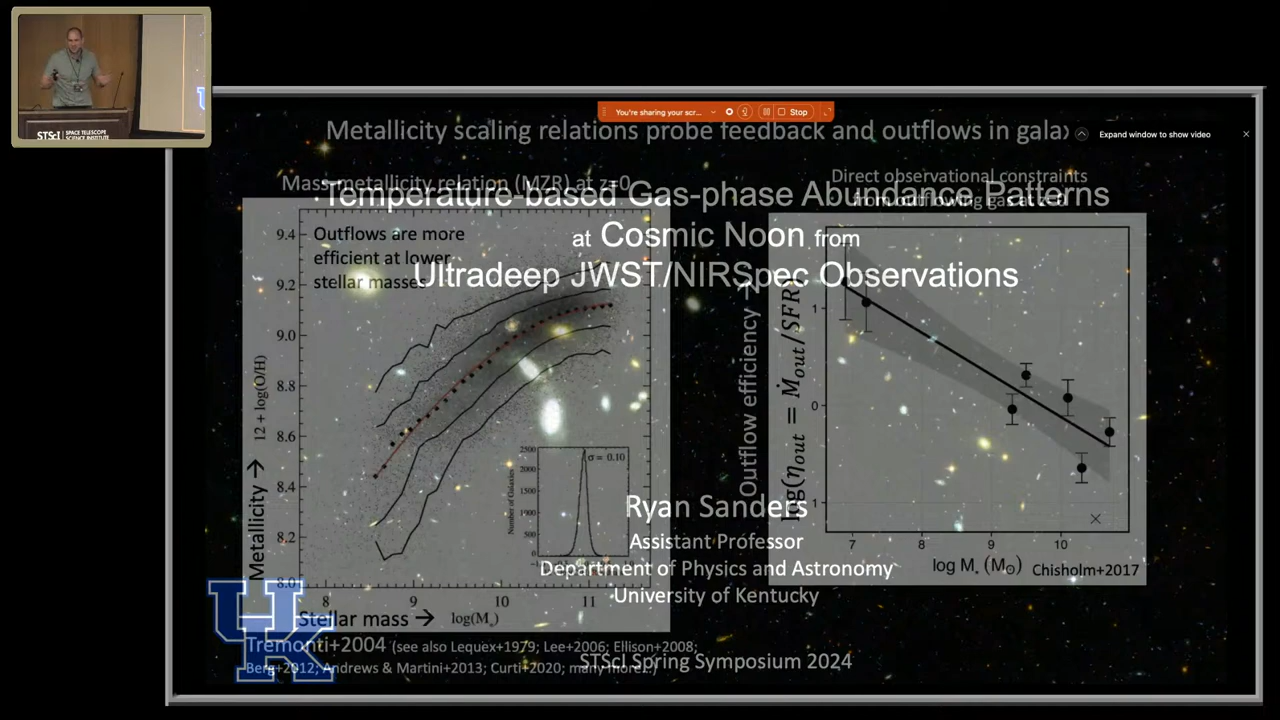 STScI | SPACE TELESCOPE
SCIENCE INSTITUTE
You're sharing your scr...
Stop
Expand window to show video
Metallicity scaling relations probe feedback and outflows in galax
Mass-metallicity relation (MZR) at z=0
Direct observational constraints
from outflowing gas at z=0
Temperature-based Gas-phase Abundance Patterns
at Cosmic Noon from
Ultradeep JWST/NIRSpec Observations
Outflows are more
efficient at lower
stellar masses
9.4
9.2
9.0
8.8
8.6
8.4
8.2
8.0
Metallicity → 12 + log(O/H)
8 9 10 11
Stellar mass → log(M*)
2500
2000
1500
1000
500
0
Number of Galaxies
σ = 0.10
Outflow efficiency →
log(ηout = Ṁout/SFR)
1
0
1
7 8 9 10
log M* (M☉)
Chisholm+2017
Ryan Sanders
Assistant Professor
Department of Physics and Astronomy
University of Kentucky
UK
Tremonti+2004 (see also Lequex+1979; Lee+2006; Ellison+2008;
Berg+2012; Andrews & Martini+2013; Curti+2020; many more!)
STScI Spring Symposium 2024